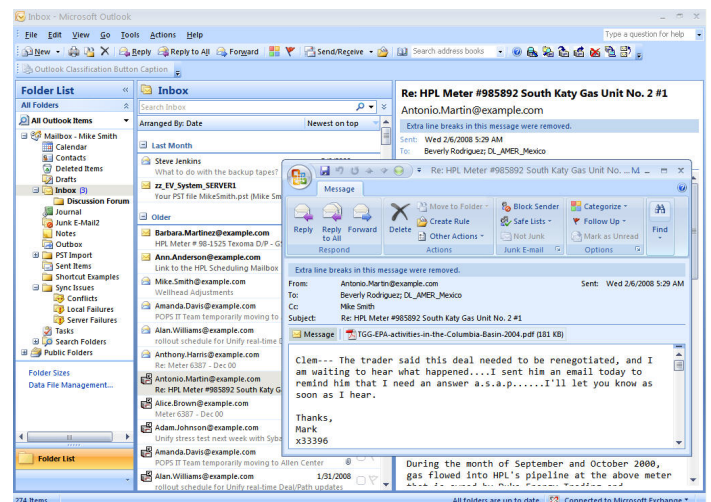 Inbox - Microsoft Outlook
File Edit View Go Tools Actions Help
Type a question for help
New Reply Reply to All Forward Send/Receive Search address books
Outlook Classification Button Caption
Folder List
All Folders
All Outlook Items
Mailbox - Mike Smith
Calendar
Contacts
Deleted Items
Drafts
Inbox (3)
Discussion Forum
Journal
Junk E-Mail2
Notes
Outbox
PST Import
Sent Items
Shortcut Examples
Sync Issues
Conflicts
Local Failures
Server Failures
Tasks
Search Folders
Public Folders
Folder Sizes
Data File Management...
Folder List
274 Items
Inbox
Search Inbox
Arranged By: Date Newest on top
Last Month
Steve Jenkins
What to do with the backup tapes?
zz_EV_System_SERVER1
Your PST file MikeSmith.pst (Mike Sm
Older
Barbara.Martinez@example.com
HPL Meter # 98-1525 Texoma D/P - GS
Ann.Anderson@example.com
Link to the HPL Scheduling Mailbox
Mike.Smith@example.com
Wellhead Adjustments
Amanda.Davis@example.com
POPS IT Team temporarily moving to
Alan.Williams@example.com
rollout schedule for Unify real-time D
Anthony.Harris@example.com
Re: Meter 6387 - Dec 00
Antonio.Martin@example.com
Re: HPL Meter #985892 South Katy G
Alice.Brown@example.com
Meter 6387 - Dec 00
Adam.Johnson@example.com
Unify stress test next week with Syba
Amanda.Davis@example.com
POPS IT Team temporarily moving to Allen Center
Alan.Williams@example.com 1/31/2008
rollout schedule for Unify real-time Deal/Path updates
Re: HPL Meter #985892 South Katy Gas Unit No. 2 #1
Antonio.Martin@example.com
Extra line breaks in this message were removed.
Sent: Wed 2/6/2008 5:29 AM
To: Beverly Rodriguez; DL_AMER_Mexico
Re: HPL Meter #985892 South Katy Gas Unit No. ... M
Message
Reply Reply to All Forward
Respond
Delete Move to Folder
Create Rule
Other Actions
Actions
Block Sender
Safe Lists
Not Junk
Junk E-mail
Categorize
Follow Up
Mark as Unread
Options
Find
Extra line breaks in this message were removed.
From: Antonio.Martin@example.com Sent: Wed 2/6/2008 5:29 AM
To: Beverly Rodriguez; DL_AMER_Mexico
Cc: Mike Smith
Subject: Re: HPL Meter #985892 South Katy Gas Unit No. 2 #1
Message TGG-EPA-activities-in-the-Columbia-Basin-2004.pdf (181 KB)
Clem--- The trader said this deal needed to be renegotiated, and I
am waiting to hear what happened....I sent him an email today to
remind him that I need an answer a.s.a.p......I'll let you know as
soon as I hear.
Thanks,
Mark
x33396
During the month of September and October 2000,
gas flowed into HPL's pipeline at the above meter
All folders are up to date. Connected to Microsoft Exchange